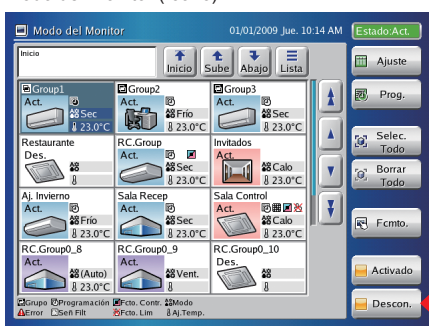 Modo del Monitor
01/01/2009 Jue. 10:14 AM
Estado:Act.
Inicio
Inicio
Sube
Abajo
Lista
Ajuste
Prog.
Selec. Todo
Borrar Todo
Fcmto.
Activado
Descon.
Group1
Act.
Sec
23.0°C
Group2
Act.
Frío
23.0°C
Group3
Act.
Sec
23.0°C
Restaurante
Des.
RC.Group
Act.
Sec
23.0°C
Invitados
Act.
Calo
23.0°C
Aj. Invierno
Act.
Frío
23.0°C
Sala Recep
Act.
Sec
23.0°C
Sala Control
Act.
Calo
23.0°C
RC.Group0_8
Act.
(Auto)
23.0°C
RC.Group0_9
Act.
Vent.
RC.Group0_10
Des.
Grupo Programación Fcto. Contr. Modo
Error Señ Filt Fcto. Lim Aj.Temp.